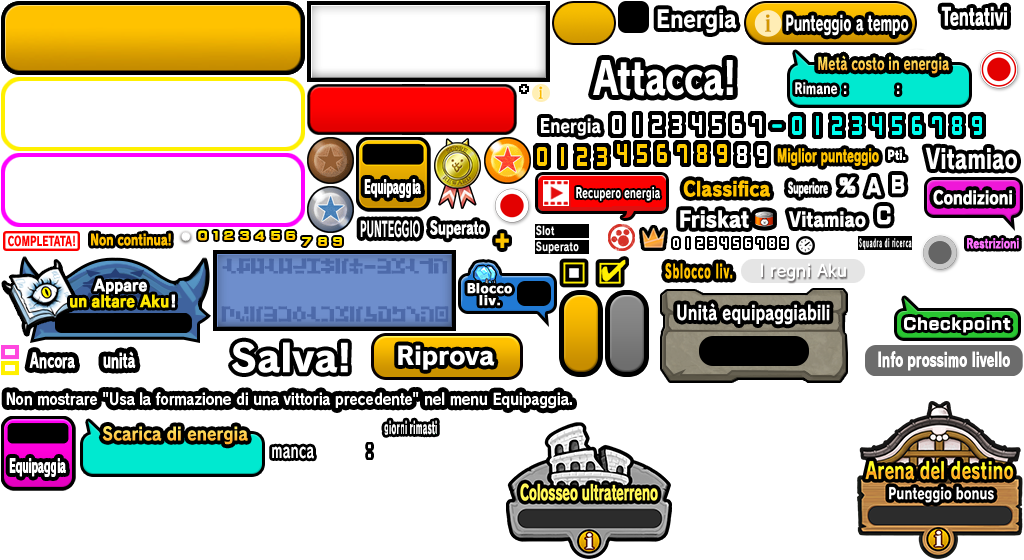 Energia
i Punteggio a tempo
Tentativi
Attacca!
Metà costo in energia
Rimane : :
i
Energia 01234567-0123456789
0123456789 89 Miglior punteggio Pti.
Vitamiao
Equipaggia
Recupero energia
Classifica
Superiore % A B
Condizioni
Friskat
Vitamiao C
PUNTEGGIO
Superato
COMPLETATA!
Non continua!
0123456
789
Slot
Superato
0123456789
Squadra di ricerca
Restrizioni
Appare
un altare Aku!
Blocco
liv.
Sblocco liv.
I regni Aku
Unità equipaggiabili
Checkpoint
Ancora unità
Salva!
Riprova
Info prossimo livello
Non mostrare "Usa la formazione di una vittoria precedente" nel menu Equipaggia.
Equipaggia
Scarica di energia
manca :
giorni rimasti
Colosseo ultraterreno
i
Arena del destino
Punteggio bonus
i